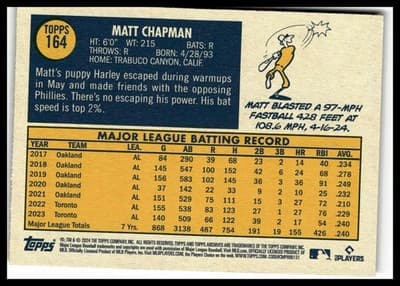 TOPPS
164
MATT CHAPMAN
HT: 6'0" WT: 215 BATS: R
THROWS: R BORN: 4/28/93
HOME: TRABUCO CANYON, CALIF.
Matt's puppy Harley escaped during warmups
in May and made friends with the opposing
Phillies. There's no escaping his power. His bat
speed is top 2%.
MATT BLASTED A 97-MPH
FASTBALL 428 FEET AT
108.6 MPH, 4-16-24.
MAJOR LEAGUE BATTING RECORD
YEAR TEAM LEA. G AB R H 2B 3B HR RBI AVG.
2017 Oakland AL 84 290 39 68 23 2 14 40 .234
2018 Oakland AL 145 547 100 152 42 6 24 68 .278
2019 Oakland AL 156 583 102 145 36 3 36 91 .249
2020 Oakland AL 37 142 22 33 9 2 10 25 .232
2021 Oakland AL 151 529 75 111 15 3 27 72 .210
2022 Toronto AL 155 538 83 123 27 1 27 76 .229
2023 Toronto AL 140 509 66 122 39 2 17 54 .240
Major League Totals 7 Yrs. 868 3138 487 754 191 19 155 426 .240
Topps
MLB
PLAYERS